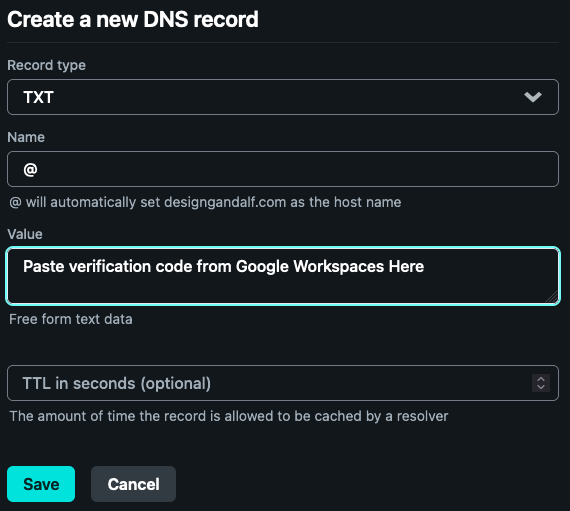 Create a new DNS record
Record type
TXT
Name
@
@ will automatically set designgandalf.com as the host name
Value
Paste verification code from Google Workspaces Here
Free form text data
TTL in seconds (optional)
The amount of time the record is allowed to be cached by a resolver
Save Cancel